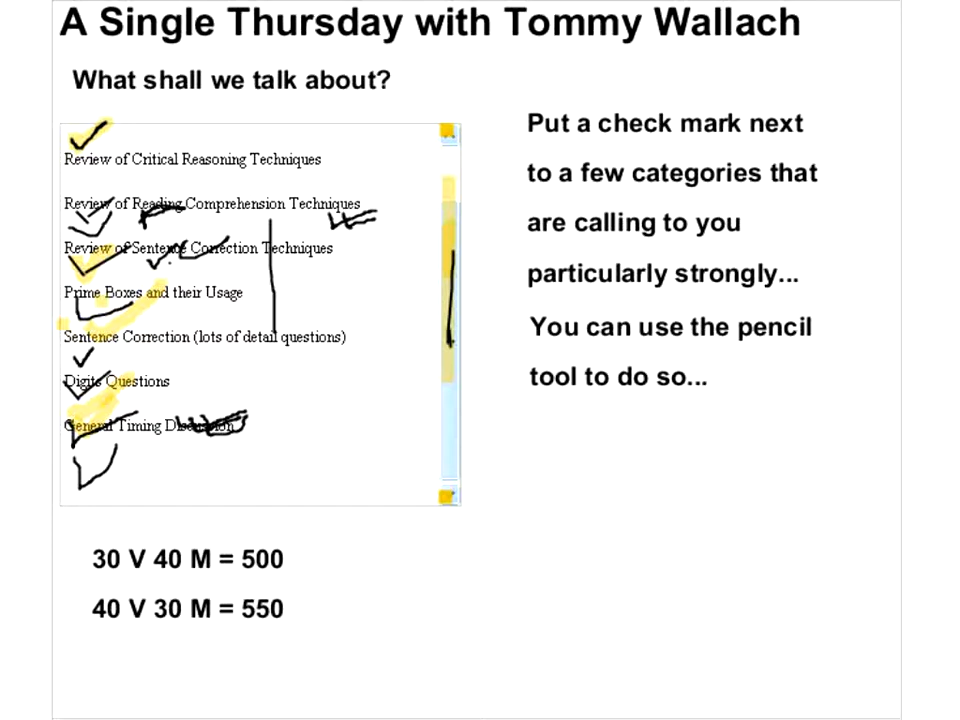 A Single Thursday with Tommy Wallach
What shall we talk about?
Review of Critical Reasoning Techniques
Review of Reading Comprehension Techniques
Review of Sentence Correction Techniques
Prime Boxes and their Usage
Sentence Correction (lots of detail questions)
Digits Questions
General Timing Discussion
Put a check mark next
to a few categories that
are calling to you
particularly strongly...
You can use the pencil
tool to do so...
30 V 40 M = 500
40 V 30 M = 550